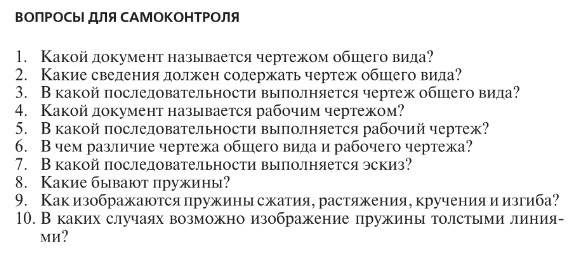 ВОПРОСЫ ДЛЯ САМОКОНТРОЛЯ
1. Какой документ называется чертежом общего вида?
2. Какие сведения должен содержать чертеж общего вида?
3. В какой последовательности выполняется чертеж общего вида?
4. Какой документ называется рабочим чертежом?
5. В какой последовательности выполняется рабочий чертеж?
6. В чем различие чертежа общего вида и рабочего чертежа?
7. В какой последовательности выполняется эскиз?
8. Какие бывают пружины?
9. Как изображаются пружины сжатия, растяжения, кручения и изгиба?
10. В каких случаях возможно изображение пружины толстыми линия-
ми?